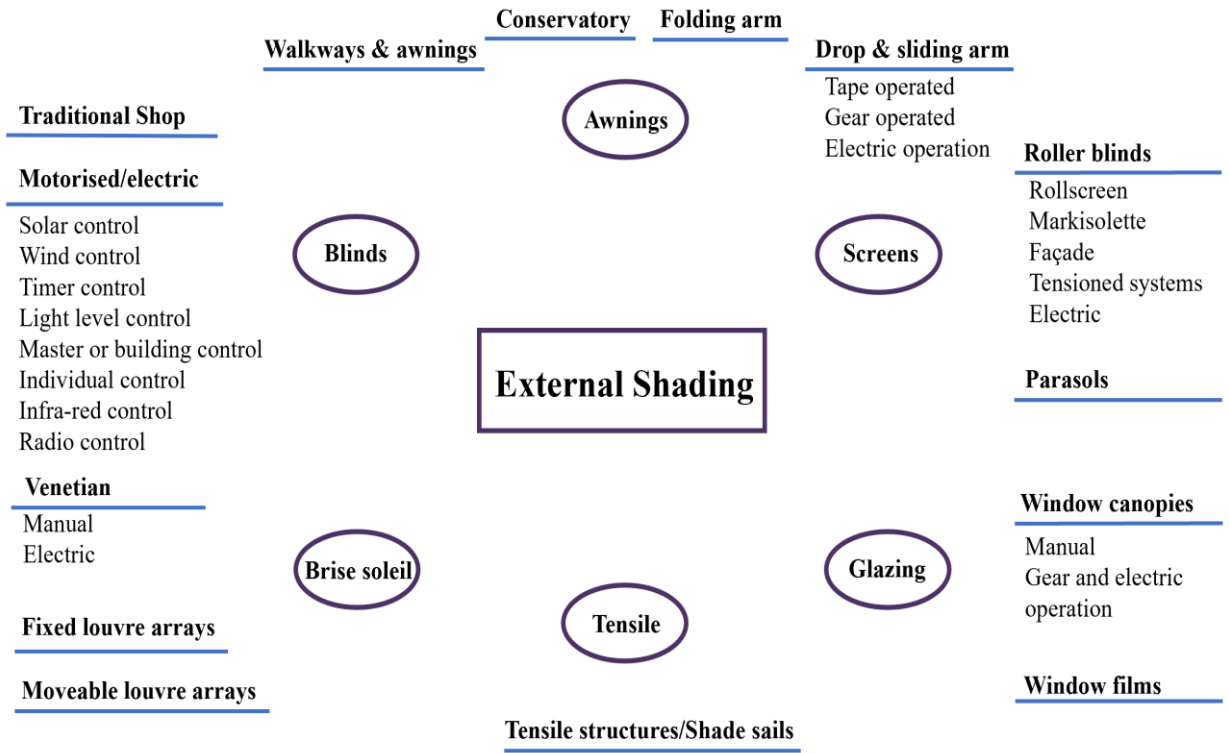 Conservatory
Folding arm
Walkways & awnings
Drop & sliding arm
Tape operated
Gear operated
Electric operation
Awnings
Traditional Shop
Motorised/electric
Solar control
Wind control
Timer control
Light level control
Master or building control
Individual control
Infra-red control
Radio control
Blinds
Screens
Roller blinds
Rollscreen
Markisolette
Façade
Tensioned systems
Electric
External Shading
Parasols
Venetian
Manual
Electric
Brise soleil
Glazing
Window canopies
Manual
Gear and electric
operation
Tensile
Fixed louvre arrays
Moveable louvre arrays
Window films
Tensile structures/Shade sails